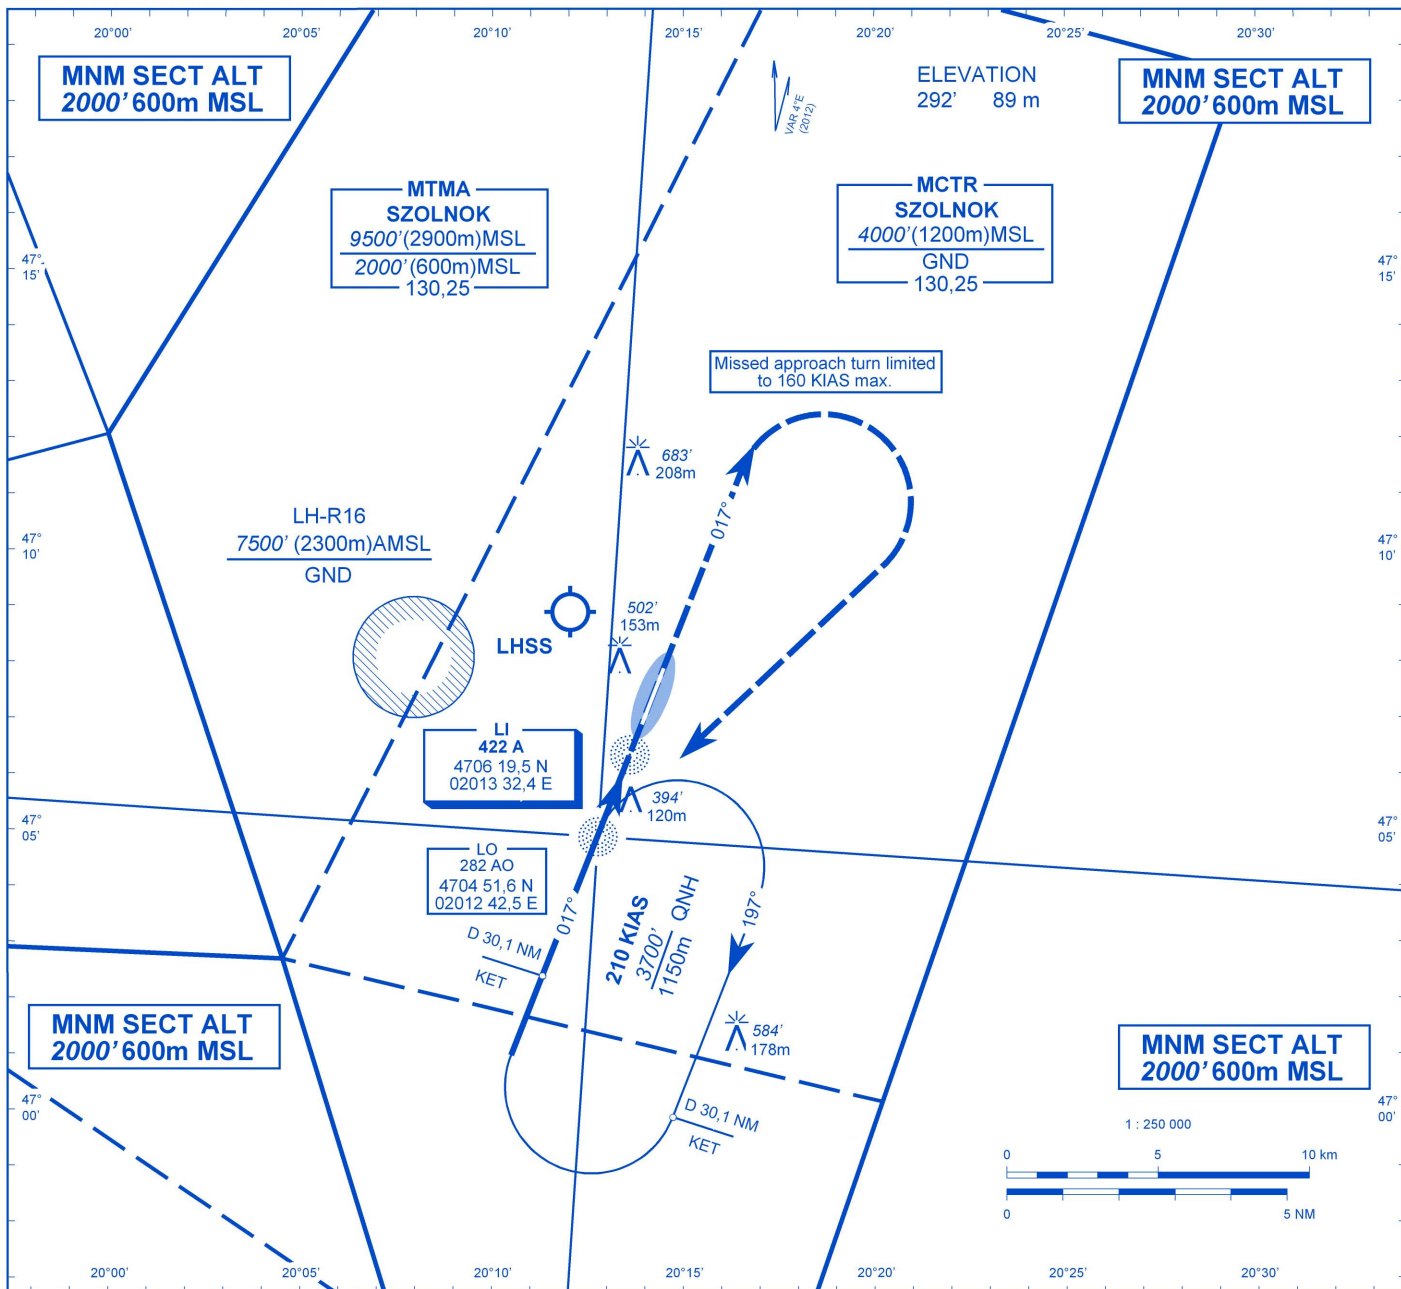 20°00’ 20°05’ 20°10’ 20°15’ 20°20’ 20°25’ 20°30’
MNM SECT ALT
2000’ 600m MSL
VAR 4°E
(2012)
ELEVATION
292’ 89 m
MNM SECT ALT
2000’ 600m MSL
MTMA
SZOLNOK
9500’(2900m)MSL
2000’(600m)MSL
130,25
MCTR
SZOLNOK
4000’(1200m)MSL
GND
130,25
47°
15’
47°
15’
Missed approach turn limited
to 160 KIAS max.
683’
208m
017°
LH-R16
7500’ (2300m)AMSL
GND
47°
10’
47°
10’
502’
153m
LHSS
LI
422 A
4706 19,5 N
02013 32,4 E
394’
120m
47°
05’
47°
05’
LO
282 AO
4704 51,6 N
02012 42,5 E
017°
197°
210 KIAS
3700’
1150m
QNH
D 30,1 NM
KET
584’
178m
MNM SECT ALT
2000’ 600m MSL
MNM SECT ALT
2000’ 600m MSL
47°
00’
47°
00’
D 30,1 NM
KET
1 : 250 000
0 5 10 km
0 5 NM
20°00’ 20°05’ 20°10’ 20°15’ 20°20’ 20°25’ 20°30’